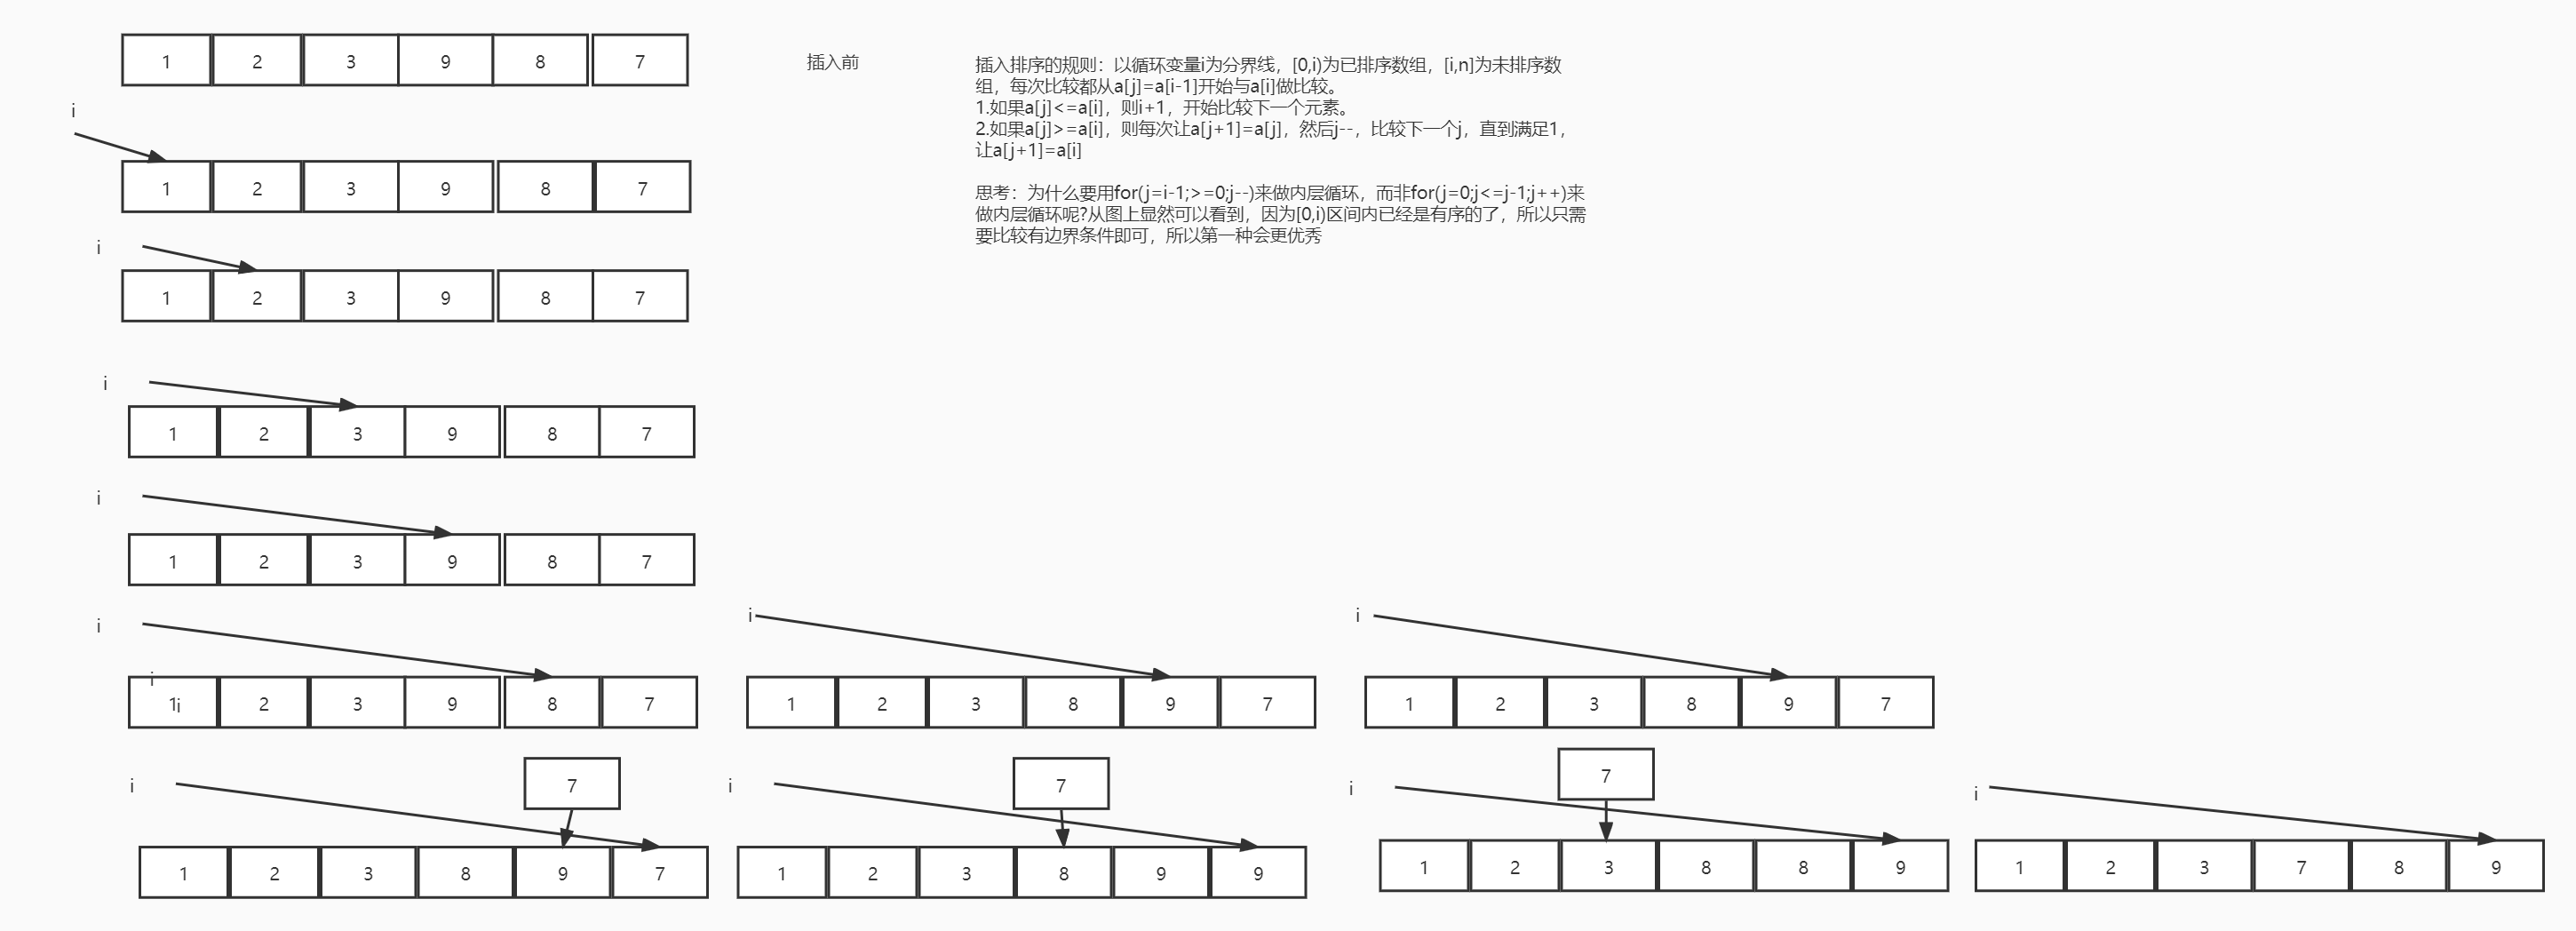 1 2 3 9 8 7
插入前
插入排序的规则：以循环变量i为分界线，[0,i)为已排序数组，[i,n]为未排序数
组，每次比较都从a[j]=a[i-1]开始与a[i]做比较。
1.如果a[j]<=a[i]，则i+1，开始比较下一个元素。
2.如果a[j]>=a[i]，则每次让a[j+1]=a[j]，然后j--，比较下一个j，直到满足1，
让a[j+1]=a[i]
思考：为什么要用for(j=i-1;>=0;j--)来做内层循环，而非for(j=0;j<=j-1;j++)来
做内层循环呢?从图上显然可以看到，因为[0,i)区间内已经是有序的了，所以只需
要比较有边界条件即可，所以第一种会更优秀
i
1 2 3 9 8 7
i
1 2 3 9 8 7
i
1 2 3 9 8 7
i
1 2 3 9 8 7
i
i
i
i
1 i 2 3 9 8 7
1 2 3 8 9 7
1 2 3 8 9 7
i
7
i
7
i
7
i
1 2 3 8 9 7
1 2 3 8 9 9
1 2 3 8 8 9
1 2 3 7 8 9